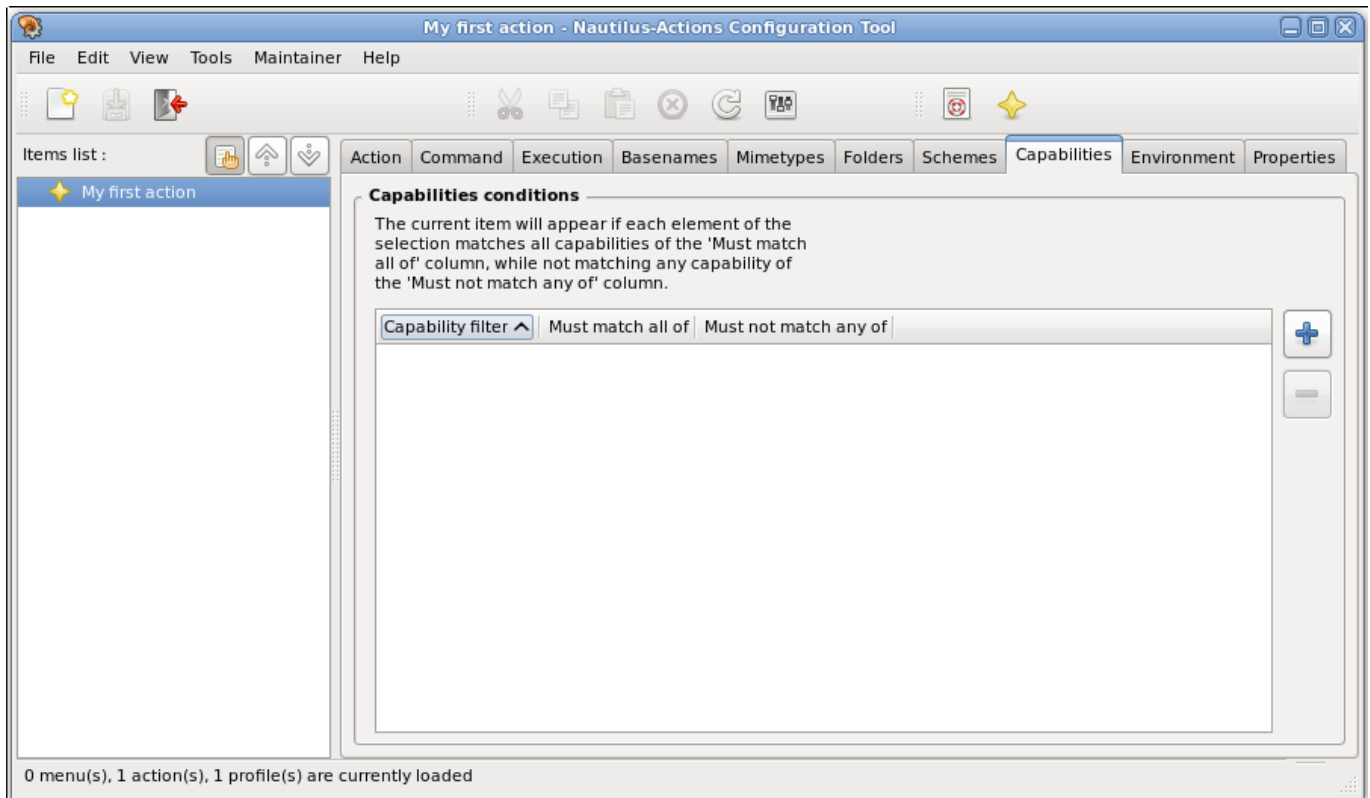 My first action - Nautilus-Actions Configuration Tool
File Edit View Tools Maintainer Help
Items list :
Action Command Execution Basenames Mimetypes Folders Schemes Capabilities Environment Properties
My first action
Capabilities conditions
The current item will appear if each element of the
selection matches all capabilities of the 'Must match
all of' column, while not matching any capability of
the 'Must not match any of' column.
Capability filter Must match all of Must not match any of
0 menu(s), 1 action(s), 1 profile(s) are currently loaded